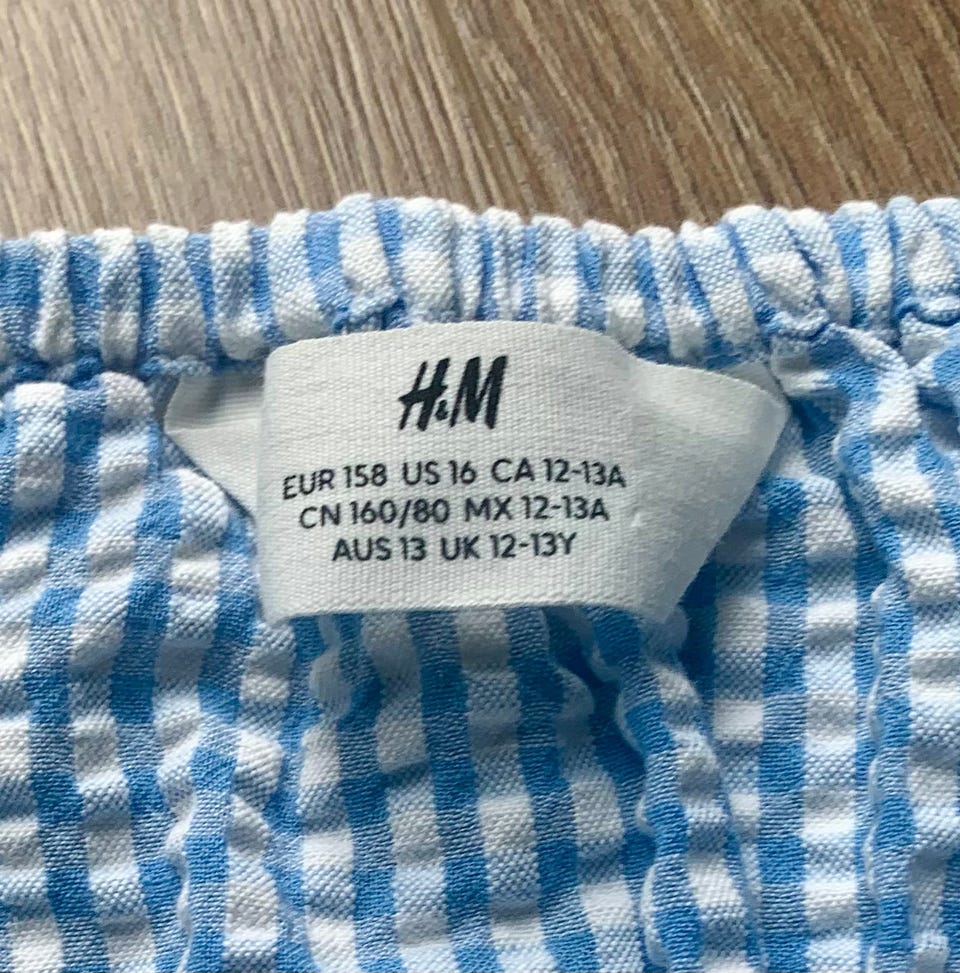 H&M
EUR 158 US 16 CA 12-13A
CN 160/80 MX 12-13A
AUS 13 UK 12-13Y